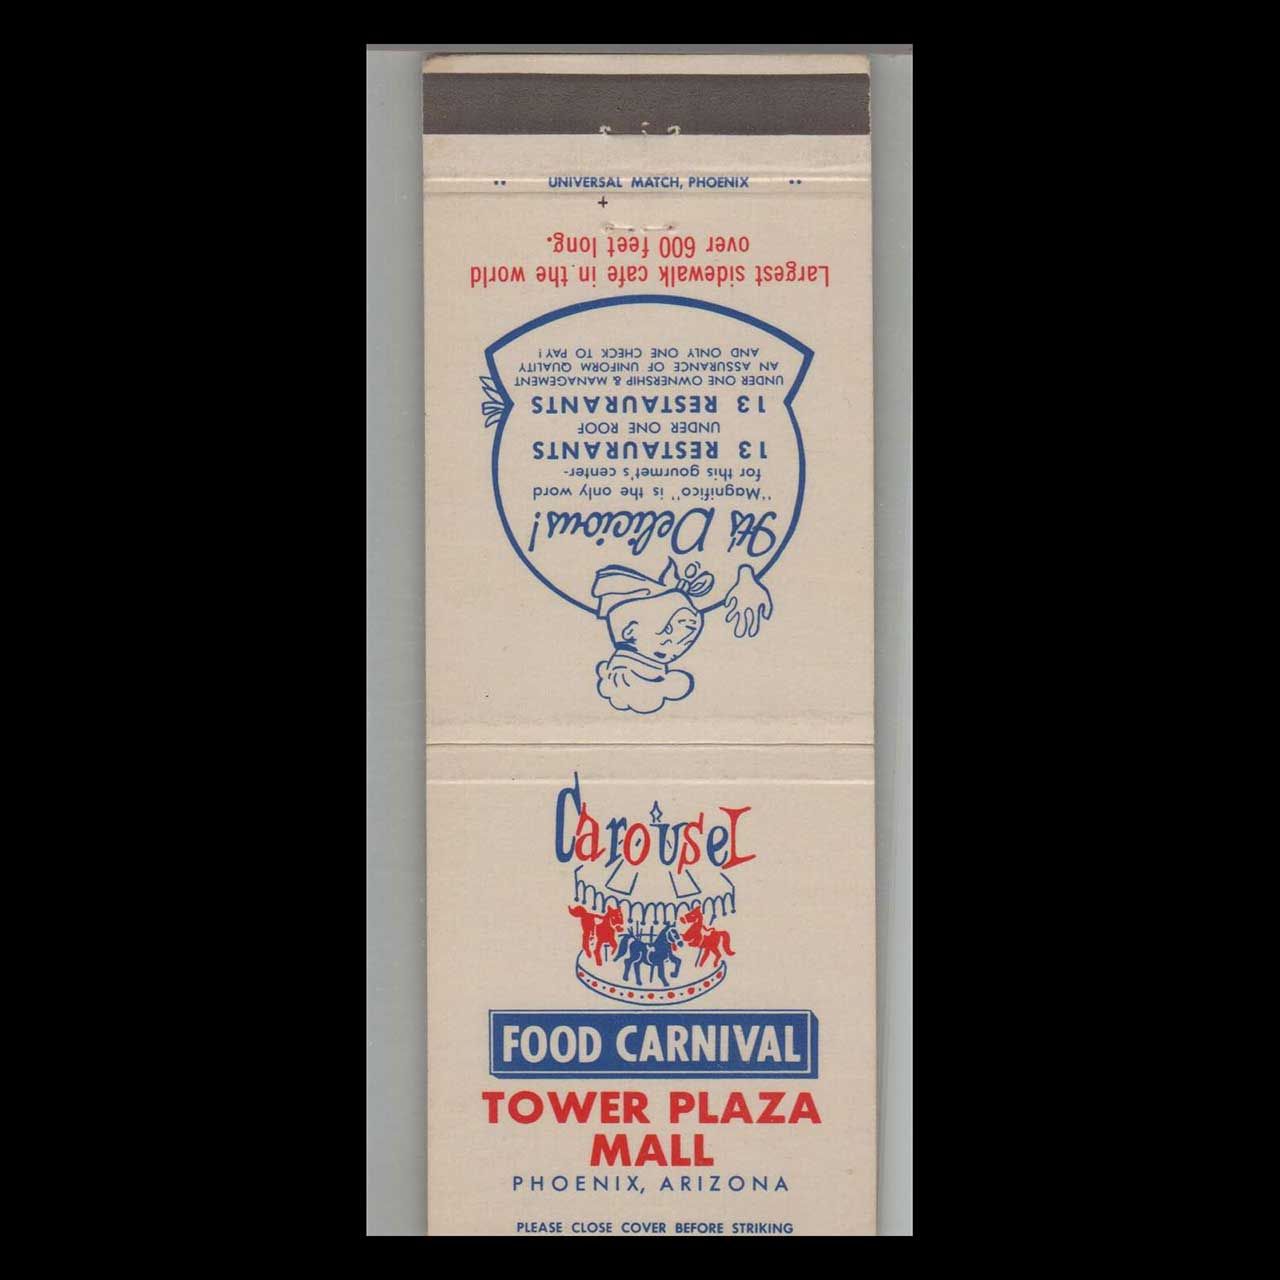 UNIVERSAL MATCH, PHOENIX
It's Delicious!
"Magnifico" is the only word
for this gourmet's center-
13 RESTAURANTS
UNDER ONE ROOF
13 RESTAURANTS
UNDER ONE OWNERSHIP & MANAGEMENT
AN ASSURANCE OF UNIFORM QUALITY
AND ONLY ONE CHECK TO PAY!
Largest sidewalk cafe in the world
over 600 feet long.
Carousel
FOOD CARNIVAL
TOWER PLAZA
MALL
PHOENIX, ARIZONA
PLEASE CLOSE COVER BEFORE STRIKING